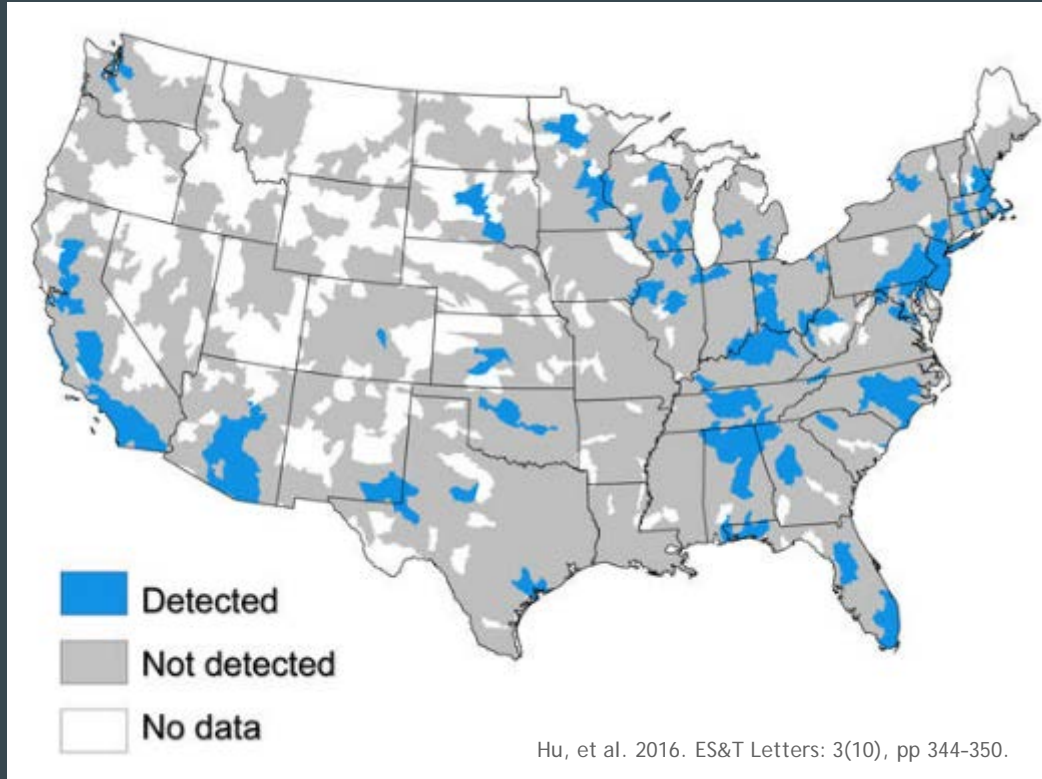 Detected
Not detected
No data
Hu, et al. 2016. ES&T Letters: 3(10), pp 344-350.